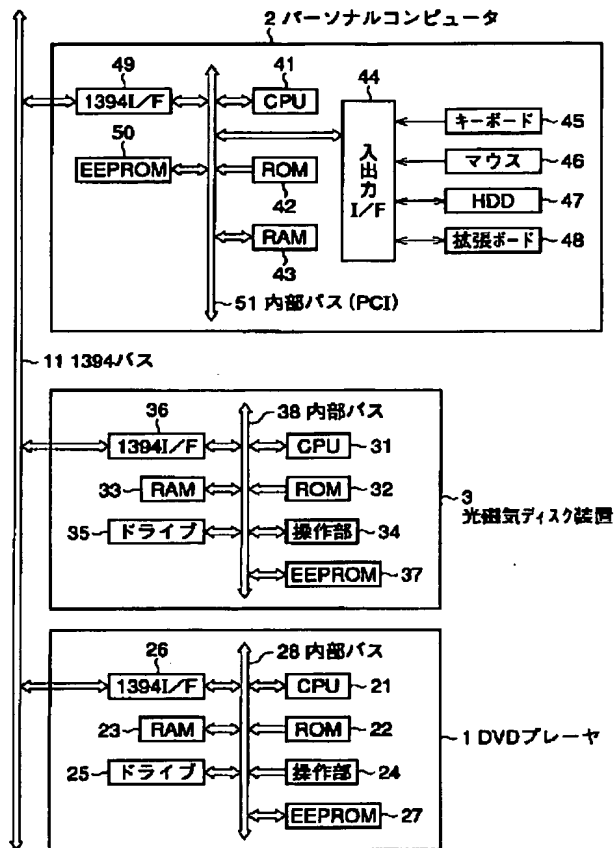 2 パーソナルコンピュータ
49
1394I/F
41
CPU
44
入出力I/F
キーボード
45
50
EEPROM
マウス
46
ROM
42
HDD
47
RAM
43
拡張ボード
48
51 内部バス(PCI)
11 1394バス
36
1394I/F
38 内部バス
CPU
31
33
RAM
ROM
32
3
光磁気ディスク装置
35
ドライブ
操作部
34
EEPROM
37
26
1394I/F
28 内部バス
CPU
21
23
RAM
ROM
22
1 DVDプレーヤ
25
ドライブ
操作部
24
EEPROM
27